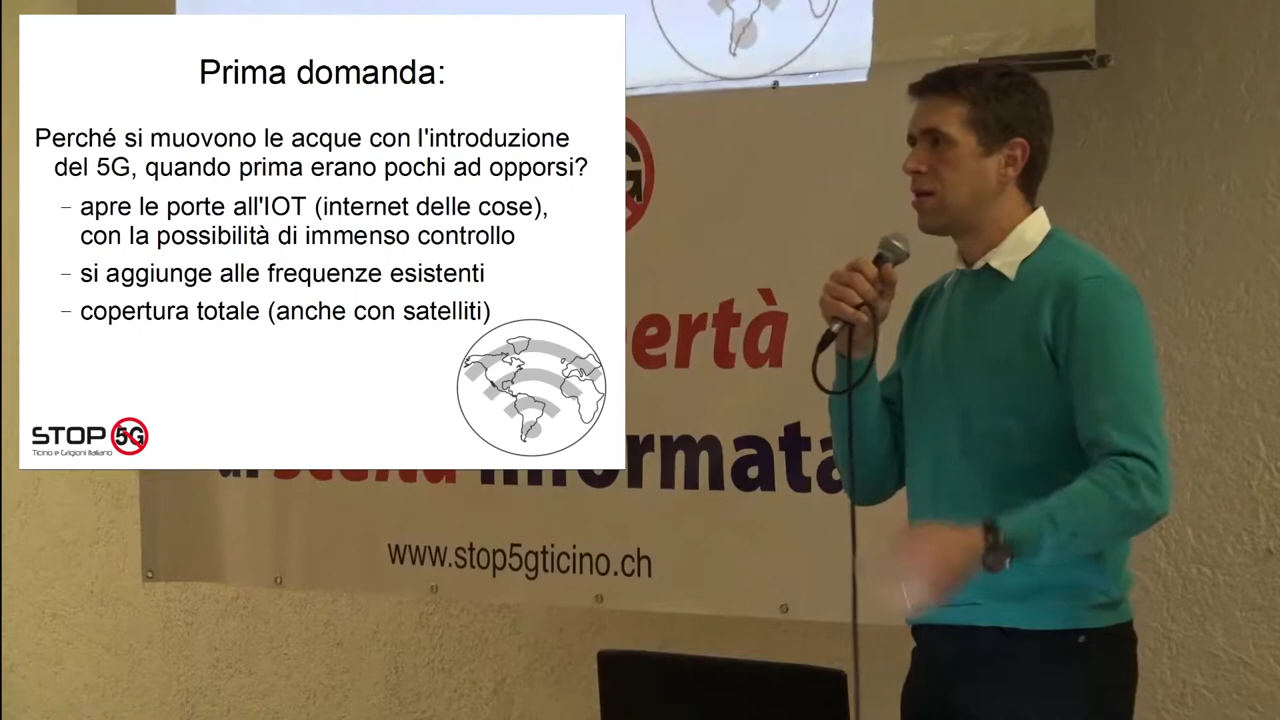 Prima domanda:
Perché si muovono le acque con l'introduzione
del 5G, quando prima erano pochi ad opporsi?
– apre le porte all'IOT (internet delle cose),
con la possibilità di immenso controllo
– si aggiunge alle frequenze esistenti
– copertura totale (anche con satelliti)
STOP 5G
Ticino e Grigioni Italiano
ertà
di scelta informata
www.stop5gticino.ch